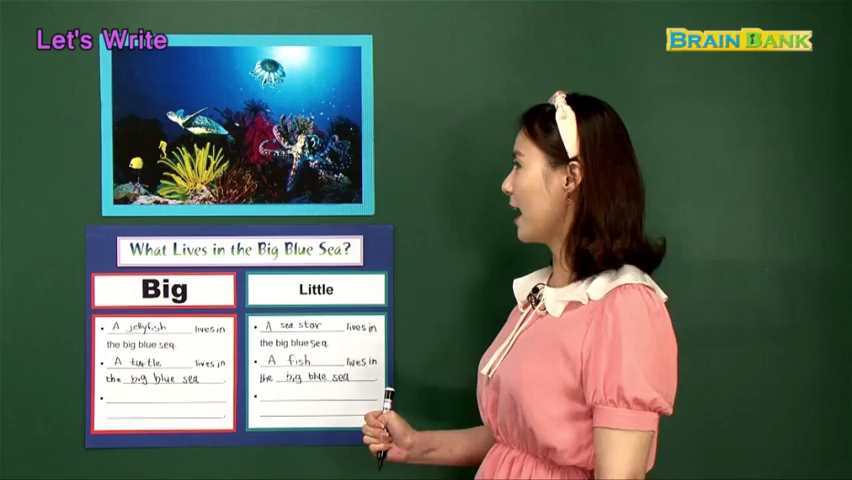 Let's Write
BRAIN BANK
What Lives in the Big Blue Sea?
Big
• A jellyfish lives in
the big blue sea.
• A turtle lives in
the big blue sea.
•
Little
• A sea star lives in
the big blue sea.
• A fish lives in
the big blue sea.
•